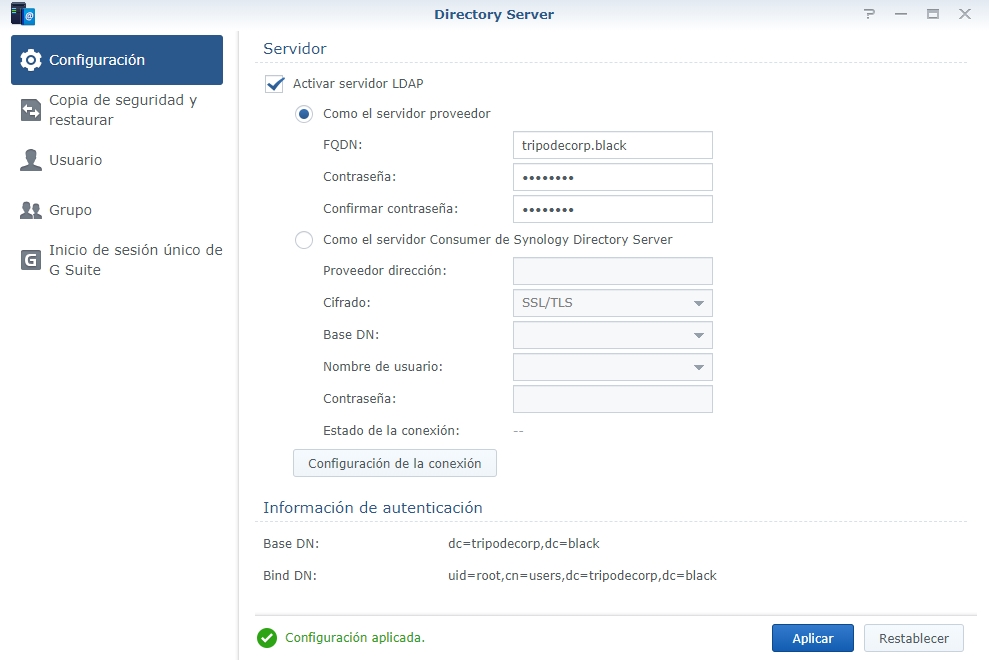 Directory Server
Configuración
Copia de seguridad y
restaurar
Usuario
Grupo
G
Inicio de sesión único de
G Suite
Servidor
Activar servidor LDAP
Como el servidor proveedor
FQDN: tripodecorp.black
Contraseña: ••••••••
Confirmar contraseña: ••••••••
Como el servidor Consumer de Synology Directory Server
Proveedor dirección:
Cifrado: SSL/TLS
Base DN:
Nombre de usuario:
Contraseña:
Estado de la conexión: --
Configuración de la conexión
Información de autenticación
Base DN: dc=tripodecorp,dc=black
Bind DN: uid=root,cn=users,dc=tripodecorp,dc=black
Configuración aplicada.
Aplicar Restablecer